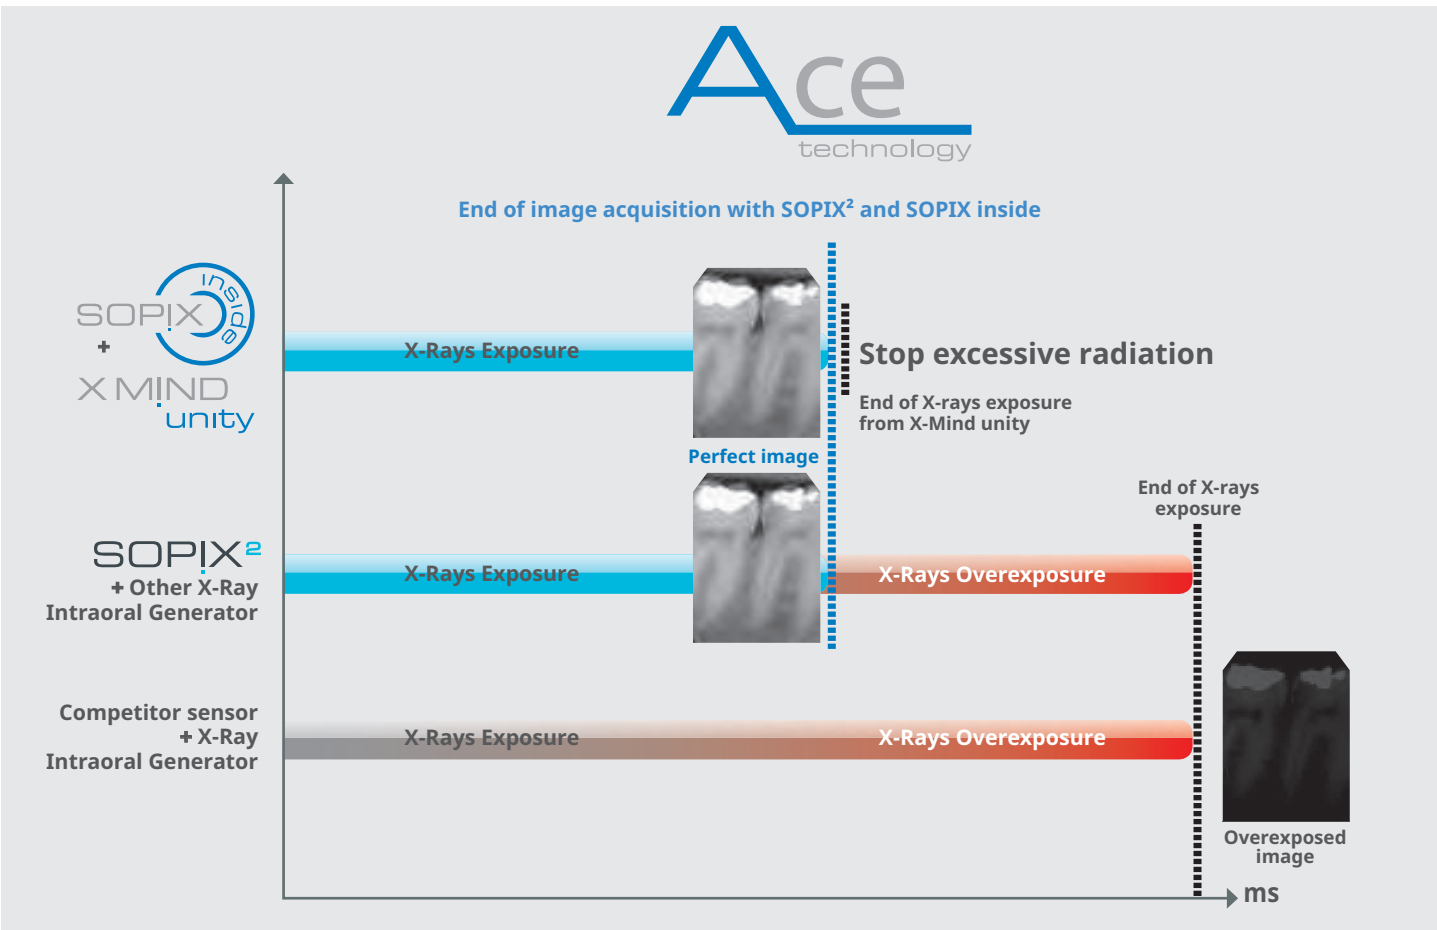 Ace
technology
End of image acquisition with SOPIX² and SOPIX inside
SOPIX inside
+
X MIND
unity
X-Rays Exposure
Stop excessive radiation
End of X-rays exposure
from X-Mind unity
Perfect image
End of X-rays
exposure
SOPIX²
+ Other X-Ray
Intraoral Generator
X-Rays Exposure
X-Rays Overexposure
Competitor sensor
+ X-Ray
Intraoral Generator
X-Rays Exposure
X-Rays Overexposure
Overexposed
image
ms